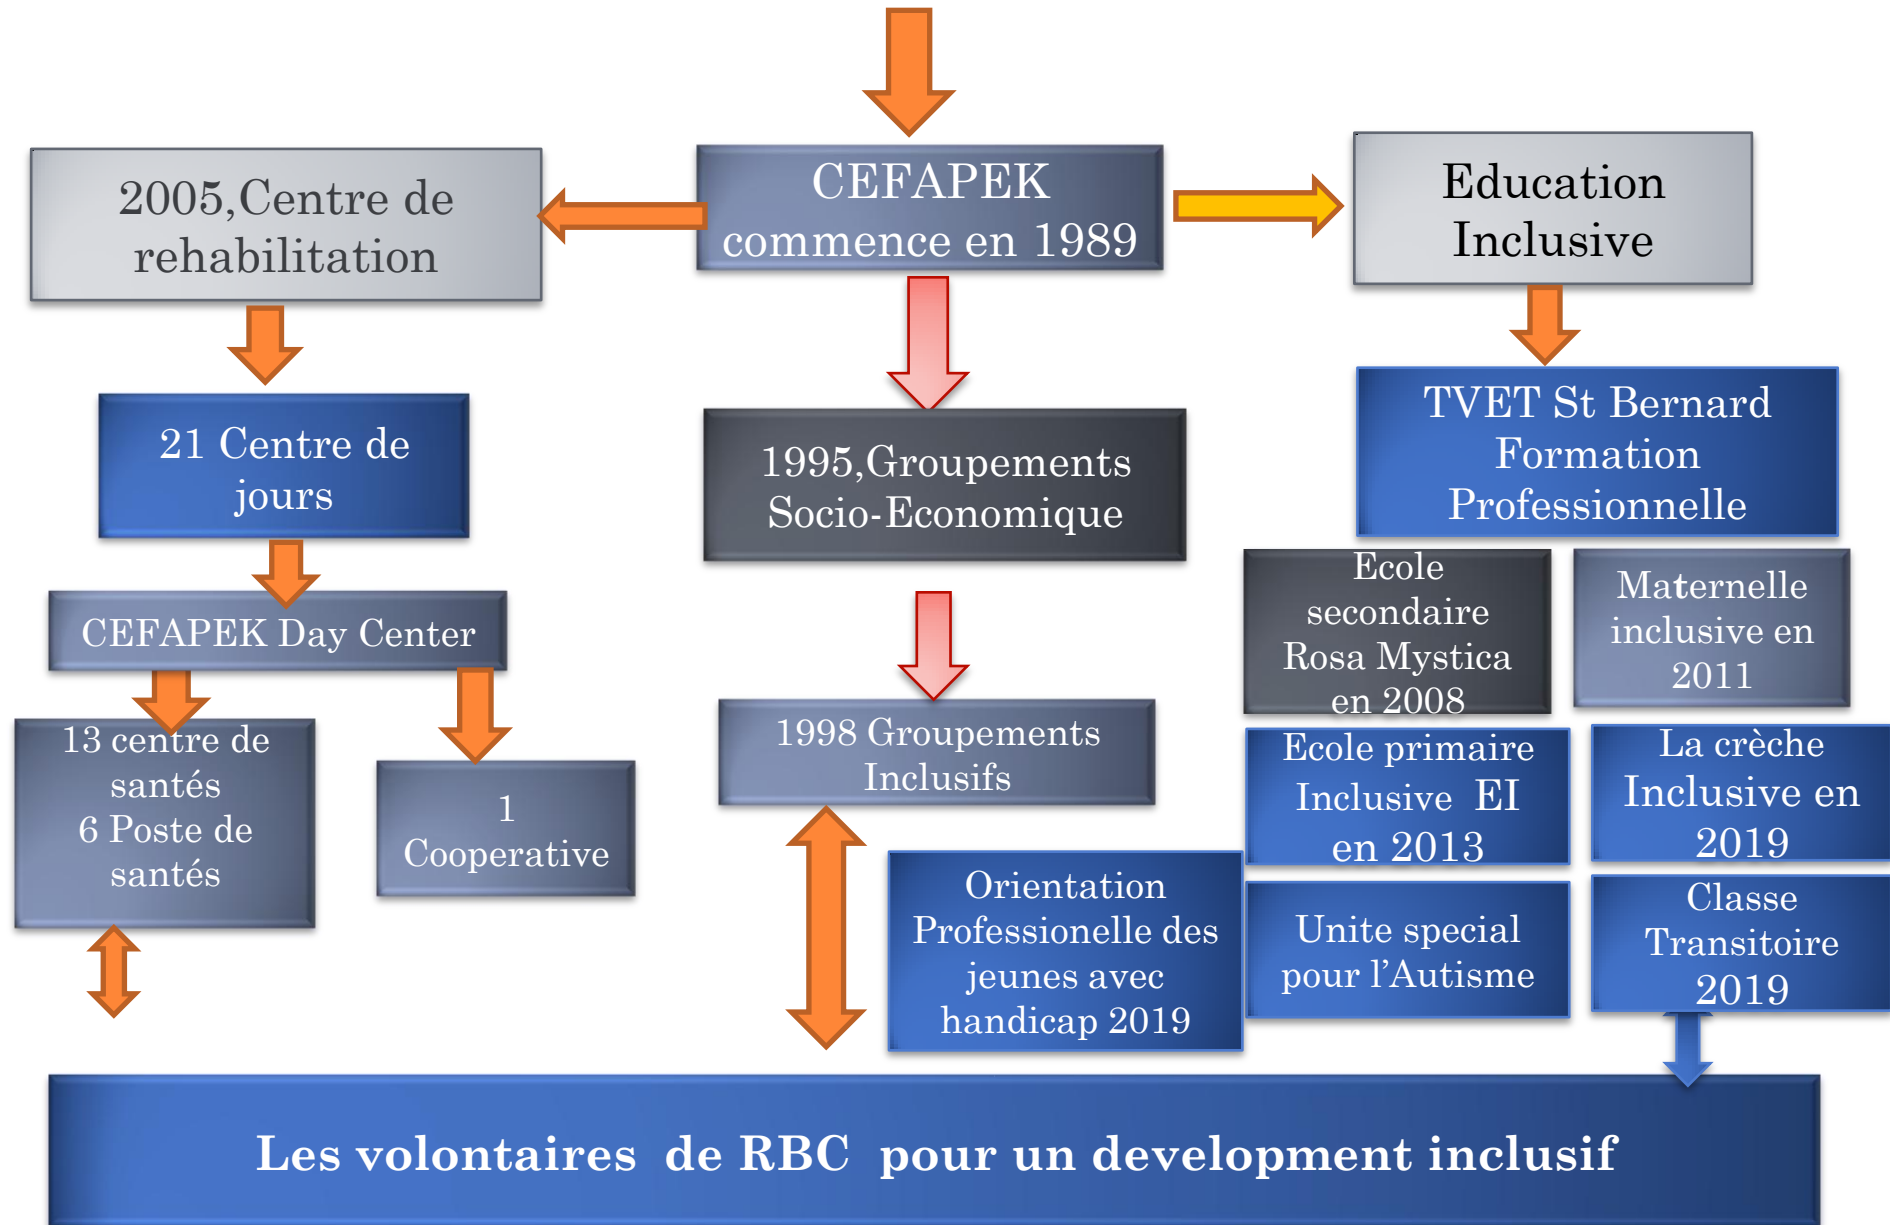 CEFAPEK
commence en 1989
2005,Centre de
rehabilitation
Education
Inclusive
21 Centre de
jours
1995,Groupements
Socio-Economique
TVET St Bernard
Formation
Professionnelle
CEFAPEK Day Center
Ecole
secondaire
Rosa Mystica
en 2008
Maternelle
inclusive en
2011
13 centre de
santés
6 Poste de
santés
1
Cooperative
1998 Groupements
Inclusifs
Ecole primaire
Inclusive EI
en 2013
La crèche
Inclusive en
2019
Orientation
Professionelle des
jeunes avec
handicap 2019
Unite special
pour l'Autisme
Classe
Transitoire
2019
Les volontaires de RBC pour un development inclusif